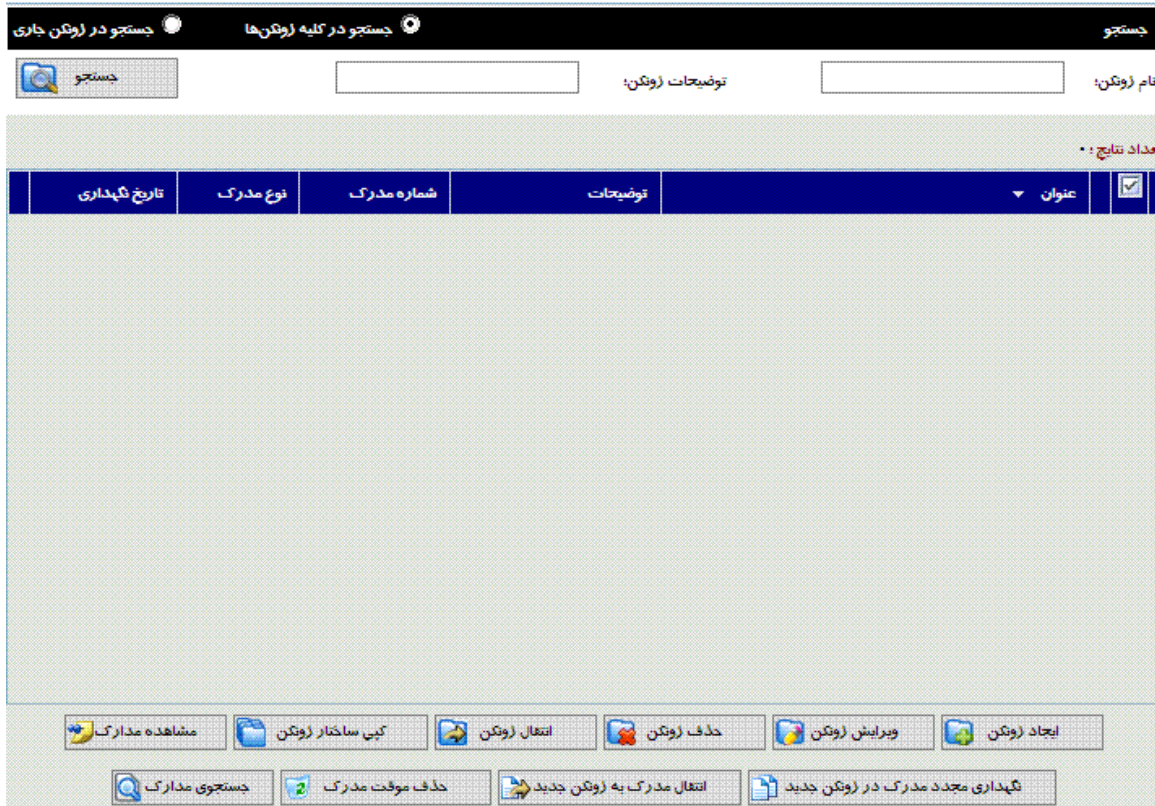 جستجو جستجو در کلیه زونکن‌ها جستجو در زونکن جاری
نام زونکن: توضیحات زونکن: جستجو
تعداد نتایج : ۰
عنوان توضیحات شماره مدرک نوع مدرک تاریخ نگهداری
ایجاد زونکن ویرایش زونکن حذف زونکن انتقال زونکن کپی ساختار زونکن مشاهده مدارک
نگهداری مجدد مدرک در زونکن جدید انتقال مدرک به زونکن جدید حذف موقت مدرک جستجوی مدارک